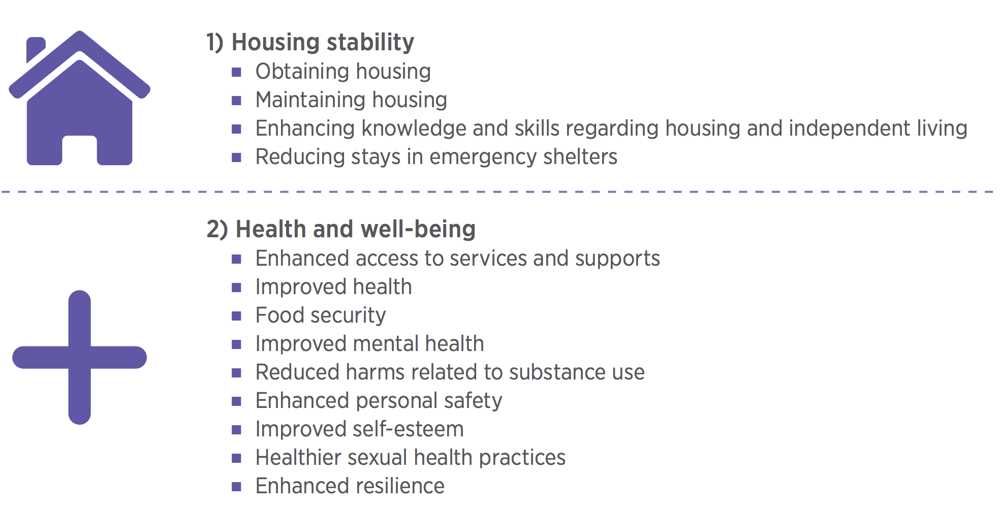 1) Housing stability
■ Obtaining housing
■ Maintaining housing
■ Enhancing knowledge and skills regarding housing and independent living
■ Reducing stays in emergency shelters
2) Health and well-being
■ Enhanced access to services and supports
■ Improved health
■ Food security
■ Improved mental health
■ Reduced harms related to substance use
■ Enhanced personal safety
■ Improved self-esteem
■ Healthier sexual health practices
■ Enhanced resilience